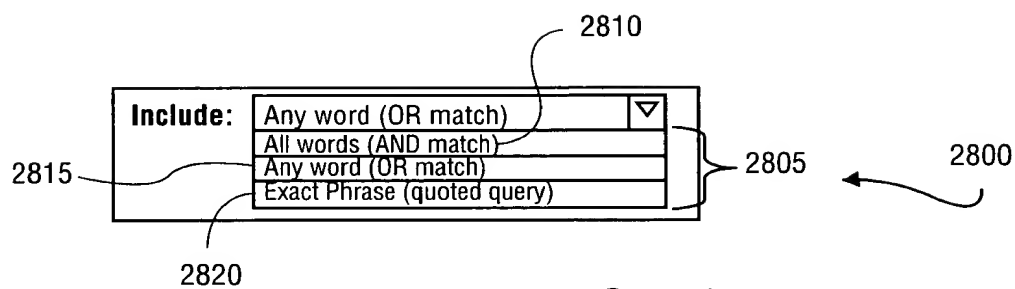 2810
Include: Any word (OR match)
All words (AND match)
Any word (OR match)
Exact Phrase (quoted query)
2815
2805
2800
2820